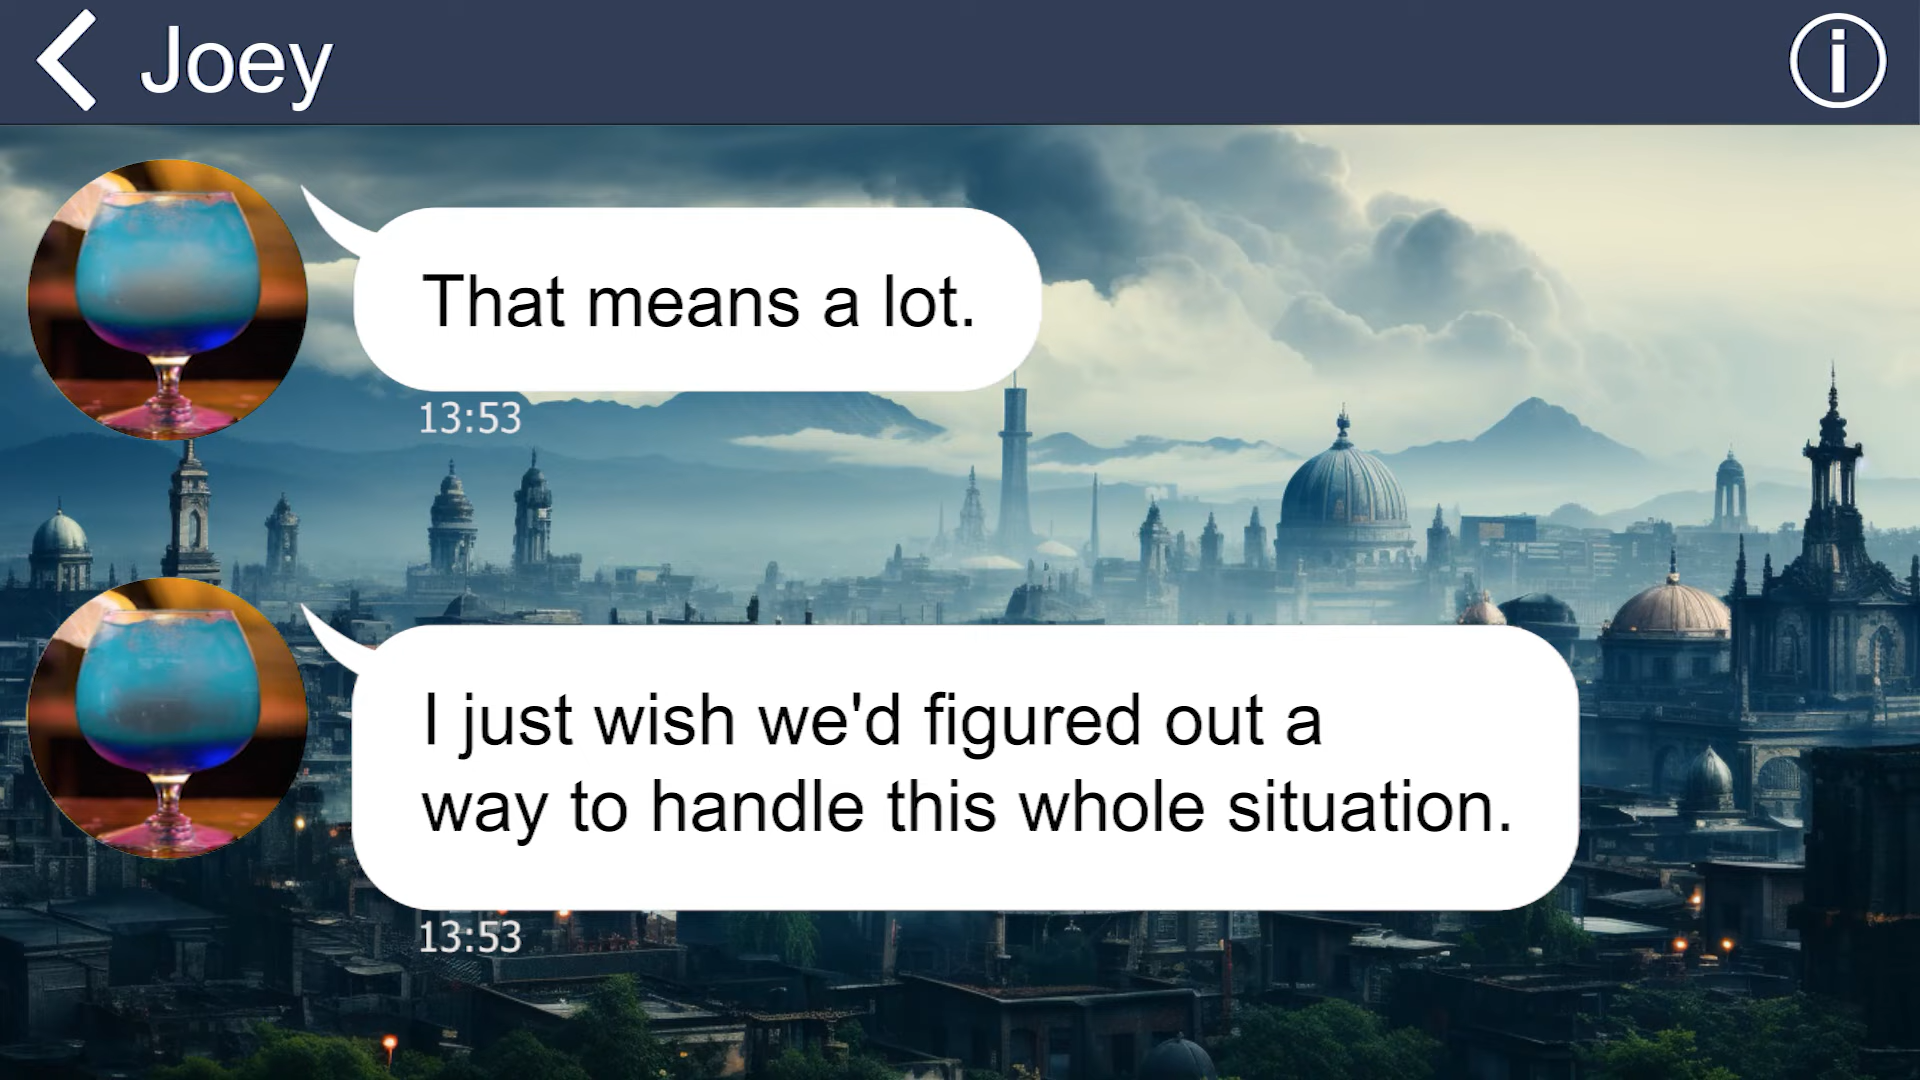 Joey
That means a lot.
13:53
I just wish we'd figured out a
way to handle this whole situation.
13:53